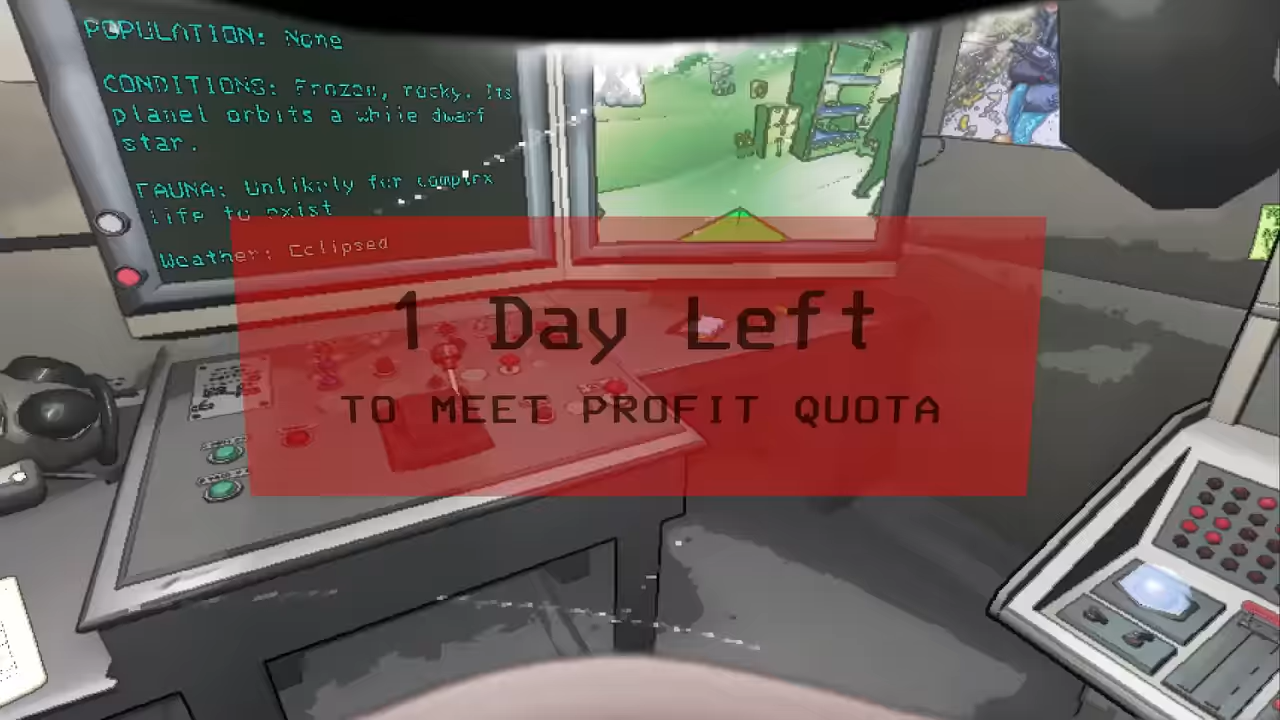 POPULATION: None
CONDITIONS: Frozen, rocky. Its
planet orbits a white dwarf
star.
FAUNA: Unlikely for complex
life to exist
Weather: Eclipsed
1 Day Left
TO MEET PROFIT QUOTA